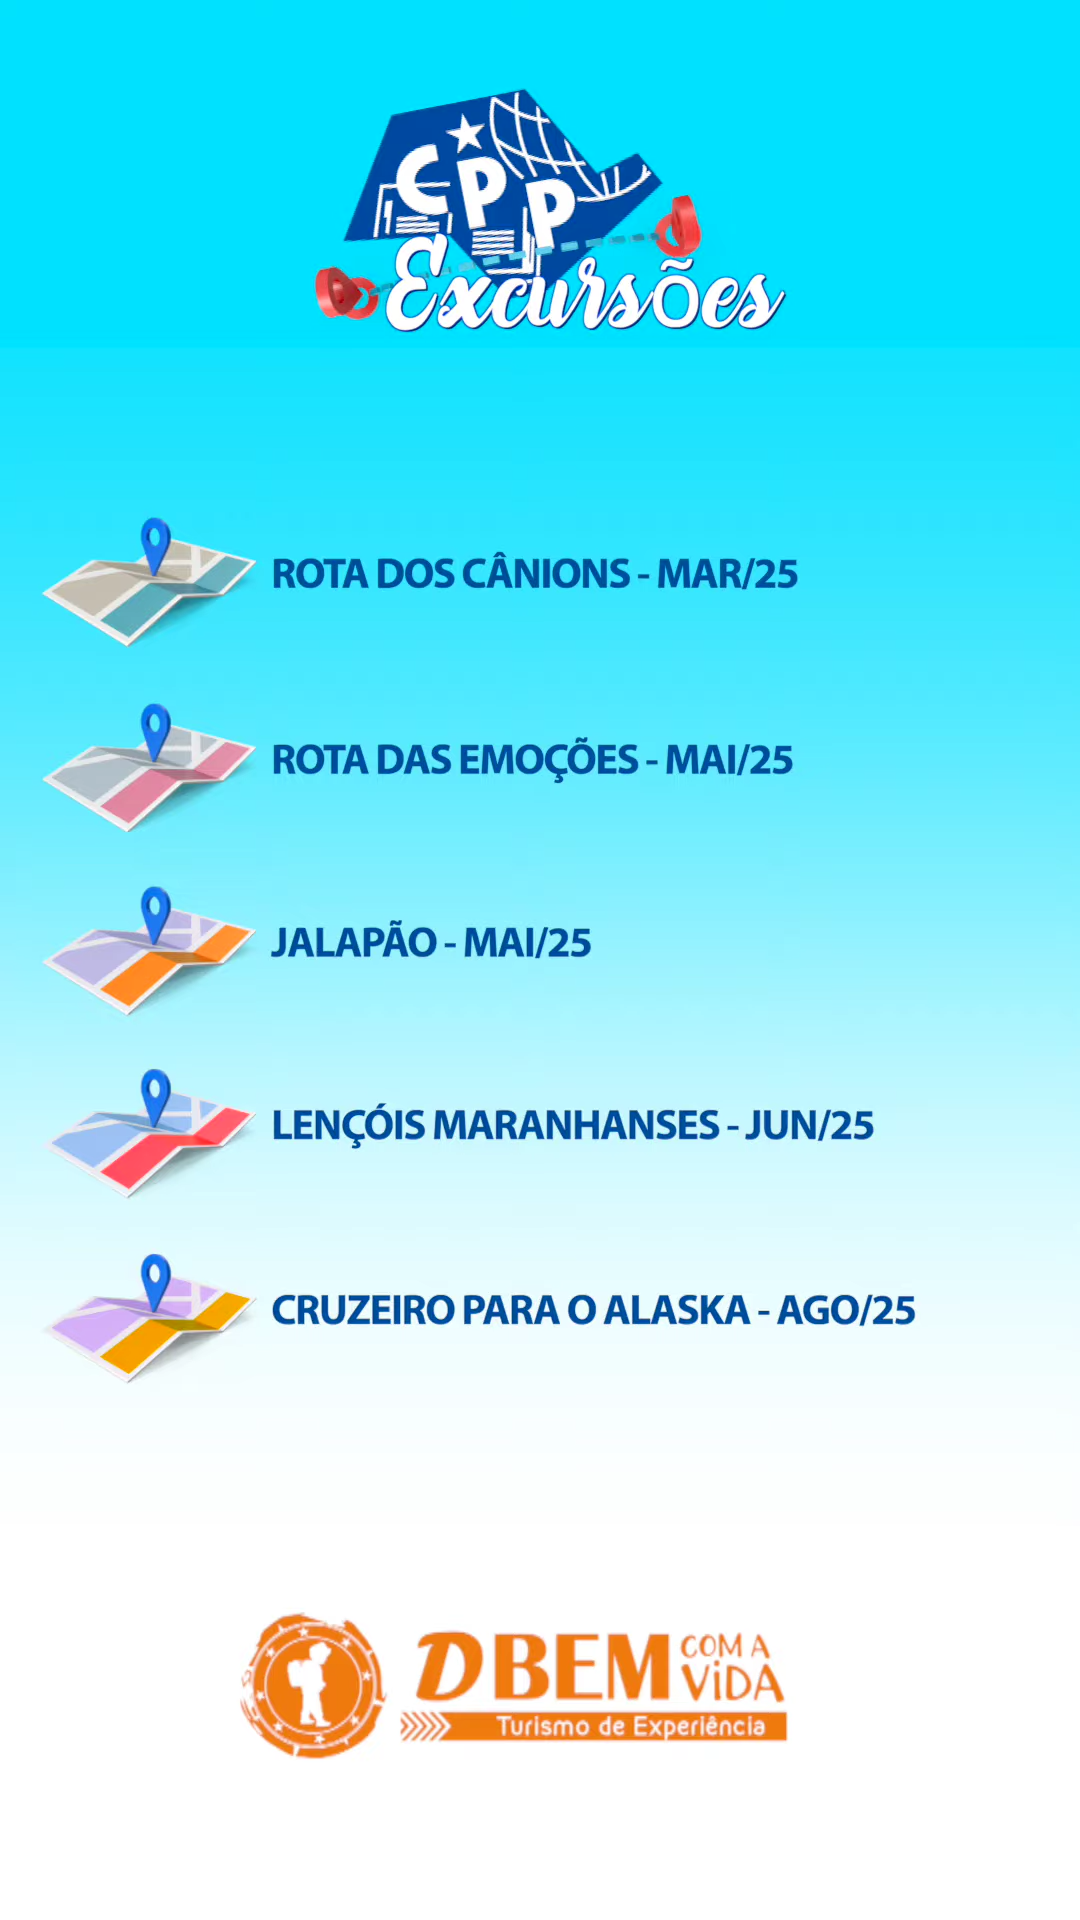 CPP
Excursões
ROTA DOS CÂNIONS - MAR/25
ROTA DAS EMOÇÕES - MAI/25
JALAPÃO - MAI/25
LENÇÓIS MARANHANSES - JUN/25
CRUZEIRO PARA O ALASKA - AGO/25
DBEM COM A VIDA
Turismo de Experiência